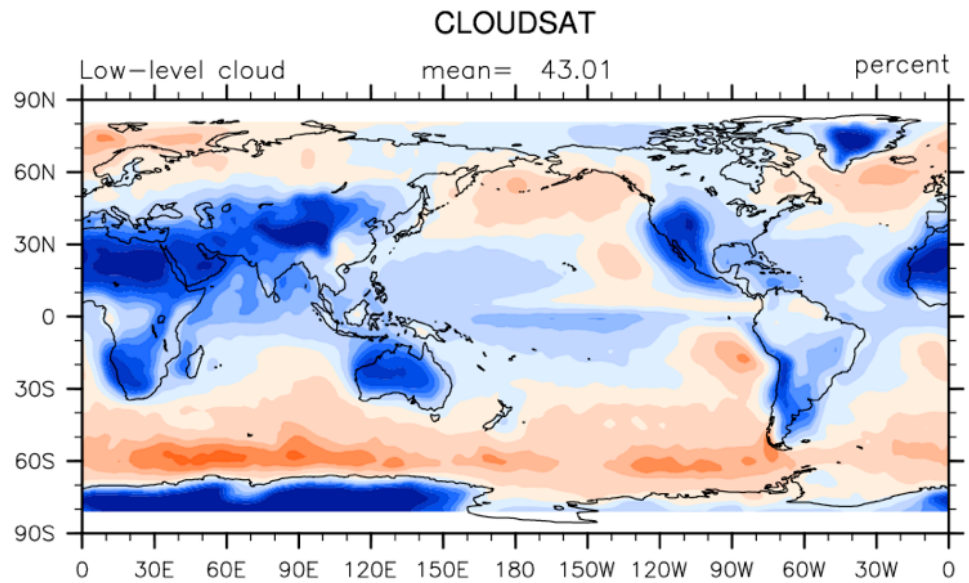 CLOUDSAT
Low-level cloud mean= 43.01 percent
90N
60N
30N
0
30S
60S
90S
0 30E 60E 90E 120E 150E 180 150W 120W 90W 60W 30W 0